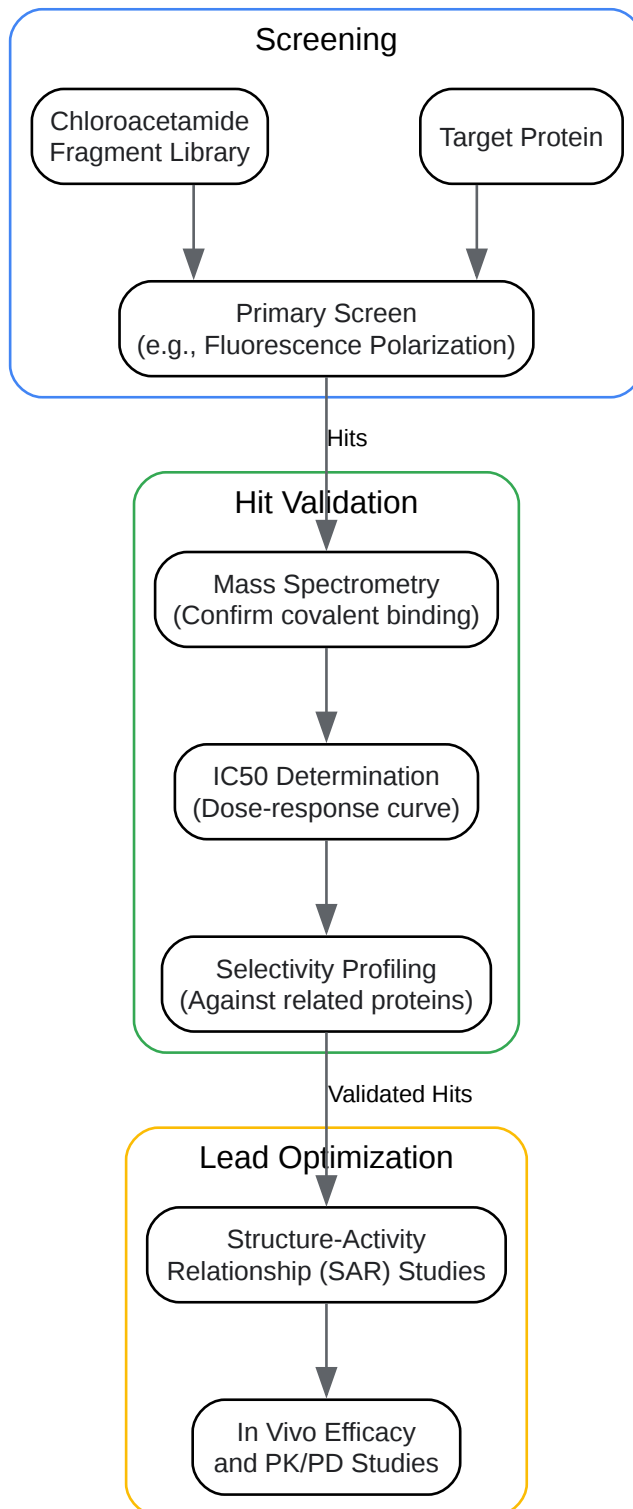 Screening
Chloroacetamide
Fragment Library
Target Protein
Primary Screen
(e.g., Fluorescence Polarization)
Hits
Hit Validation
Mass Spectrometry
(Confirm covalent binding)
IC50 Determination
(Dose-response curve)
Selectivity Profiling
(Against related proteins)
Validated Hits
Lead Optimization
Structure-Activity
Relationship (SAR) Studies
In Vivo Efficacy
and PK/PD Studies